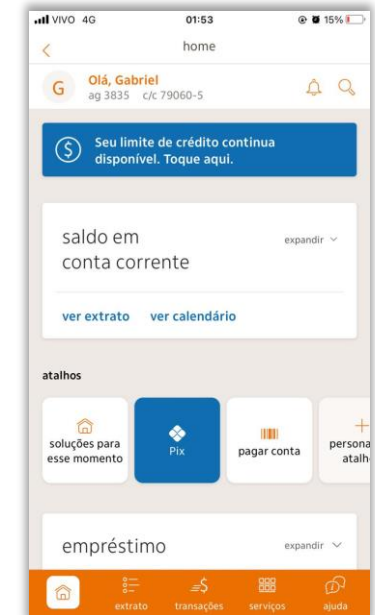 VIVO 4G 01:53 15%
home
G Olá, Gabriel
ag 3835 c/c 79060-5
Seu limite de crédito continua
disponível. Toque aqui.
saldo em
conta corrente
expandir
ver extrato ver calendário
atalhos
soluções para
esse momento
Pix
pagar conta
persona
atalh
empréstimo
expandir
extrato transações serviços ajuda